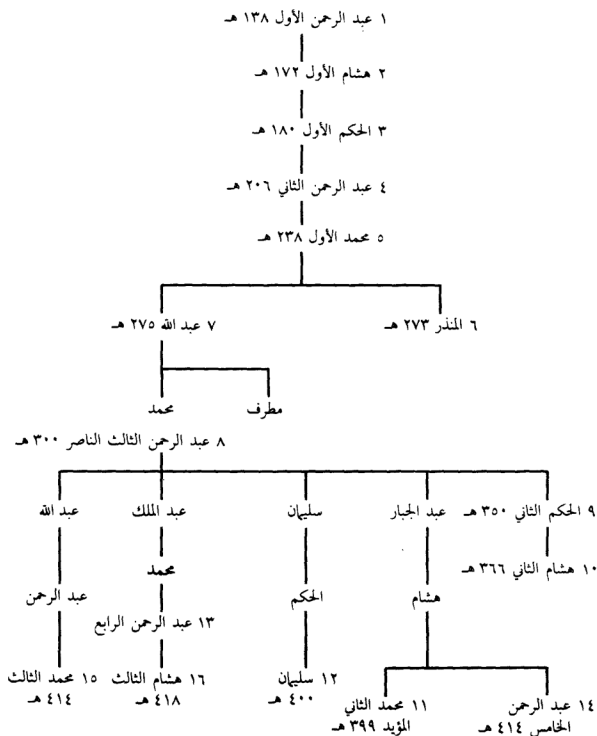 ١ عبد الرحمن الأول ١٣٨ هـ
٢ هشام الأول ١٧٢ هـ
٣ الحكم الأول ١٨٠ هـ
٤ عبد الرحمن الثاني ٢٠٦ هـ
٥ محمد الأول ٢٣٨ هـ
٦ المنذر ٢٧٣ هـ
٧ عبد الله ٢٧٥ هـ
مطرف
محمد
٨ عبد الرحمن الثالث الناصر ٣٠٠ هـ
٩ الحكم الثاني ٣٥٠ هـ
عبد الجبار
سليمان
عبد الملك
عبد الله
١٠ هشام الثاني ٣٦٦ هـ
محمد
هشام
الحكم
عبد الرحمن
١٣ عبد الرحمن الرابع
١٤ عبد الرحمن
الخامس ٤١٤ هـ
١١ محمد الثاني
المؤيد ٣٩٩ هـ
١٢ سليمان
٤٠٠ هـ
١٦ هشام الثالث
٤١٨ هـ
١٥ محمد الثالث
٤١٤ هـ